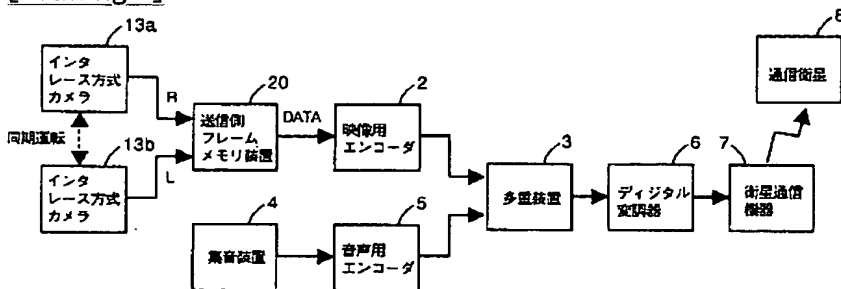 13a
インタ
レース方式
カメラ
R
同期運転
13b
インタ
レース方式
カメラ
L
20
送信側
フレーム
メモリ装置
DATA
2
映像用
エンコーダ
4
集音装置
5
音声用
エンコーダ
3
多重装置
6
ディジタル
変調器
7
衛星通信
機器
8
通信衛星